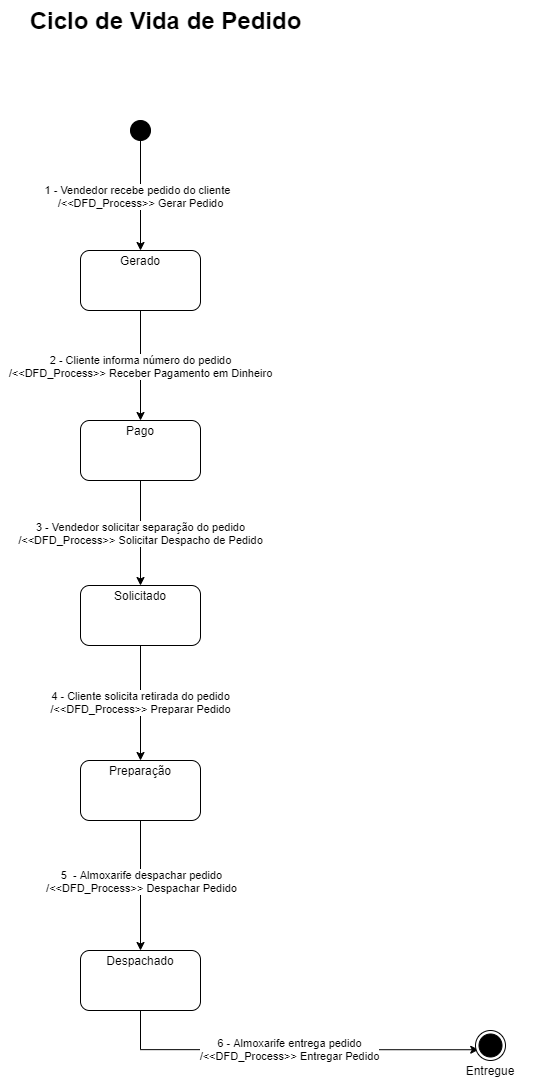 Ciclo de Vida de Pedido
1 - Vendedor recebe pedido do cliente
/<<DFD_Process>> Gerar Pedido
Gerado
2 - Cliente informa número do pedido
/<<DFD_Process>> Receber Pagamento em Dinheiro
Pago
3 - Vendedor solicitar separação do pedido
/<<DFD_Process>> Solicitar Despacho de Pedido
Solicitado
4 - Cliente solicita retirada do pedido
/<<DFD_Process>> Preparar Pedido
Preparação
5 - Almoxarife despachar pedido
/<<DFD_Process>> Despachar Pedido
Despachado
6 - Almoxarife entrega pedido
/<<DFD_Process>> Entregar Pedido
Entregue